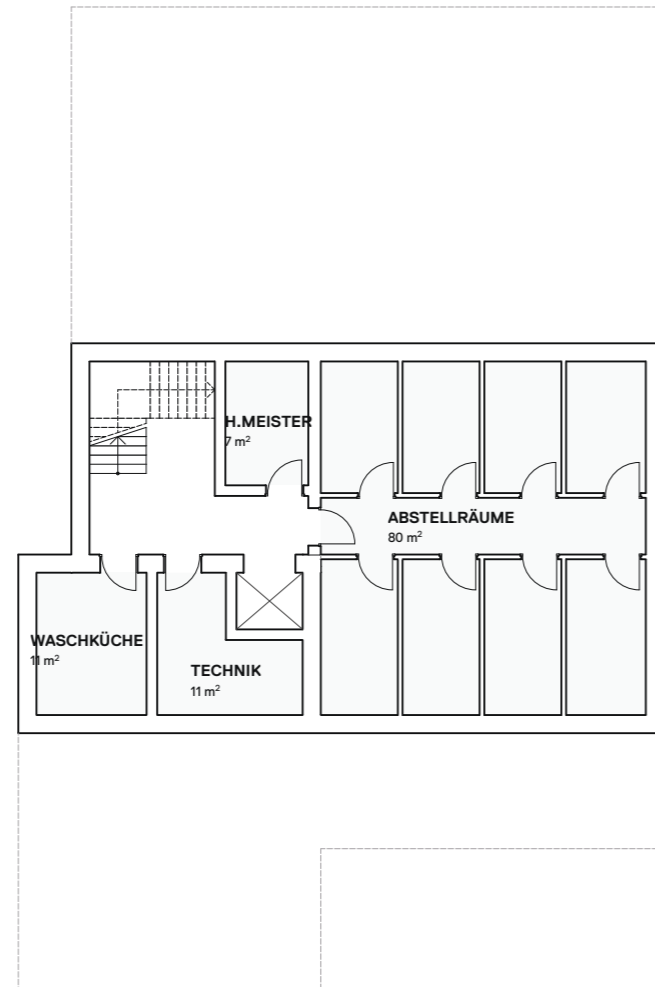 H.MEISTER
7 m²
ABSTELLRÄUME
80 m²
WASCHKÜCHE
11 m²
TECHNIK
11 m²